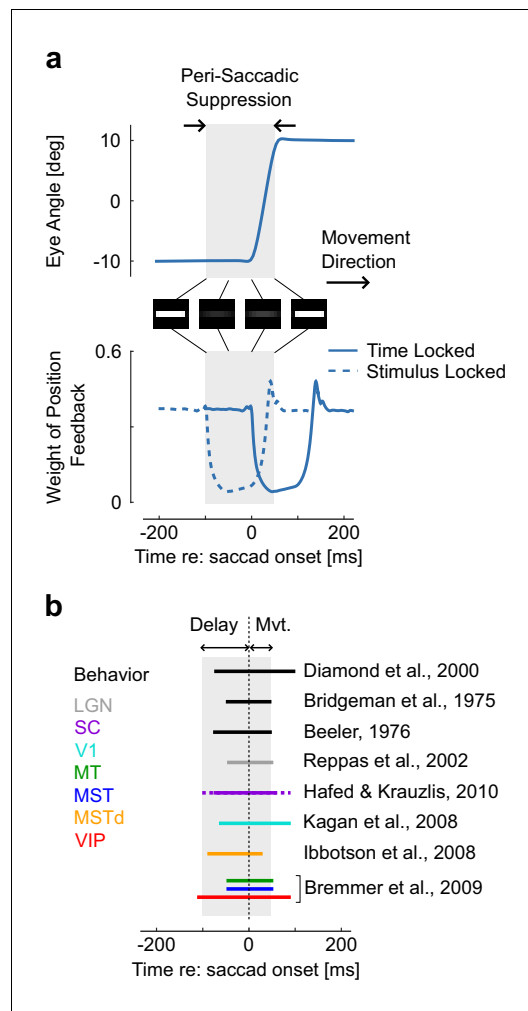 a
Peri-Saccadic
Suppression
Eye Angle [deg]
10
0
-10
Movement
Direction
Weight of Position
Feedback
0.6
0
Time Locked
Stimulus Locked
-200
0
200
Time re: saccad onset [ms]
b
Delay
Mvt.
Behavior
LGN
SC
V1
MT
MST
MSTd
VIP
Diamond et al., 2000
Bridgeman et al., 1975
Beeler, 1976
Reppas et al., 2002
Hafed & Krauzlis, 2010
Kagan et al., 2008
Ibbotson et al., 2008
Bremmer et al., 2009
-200
0
200
Time re: saccad onset [ms]